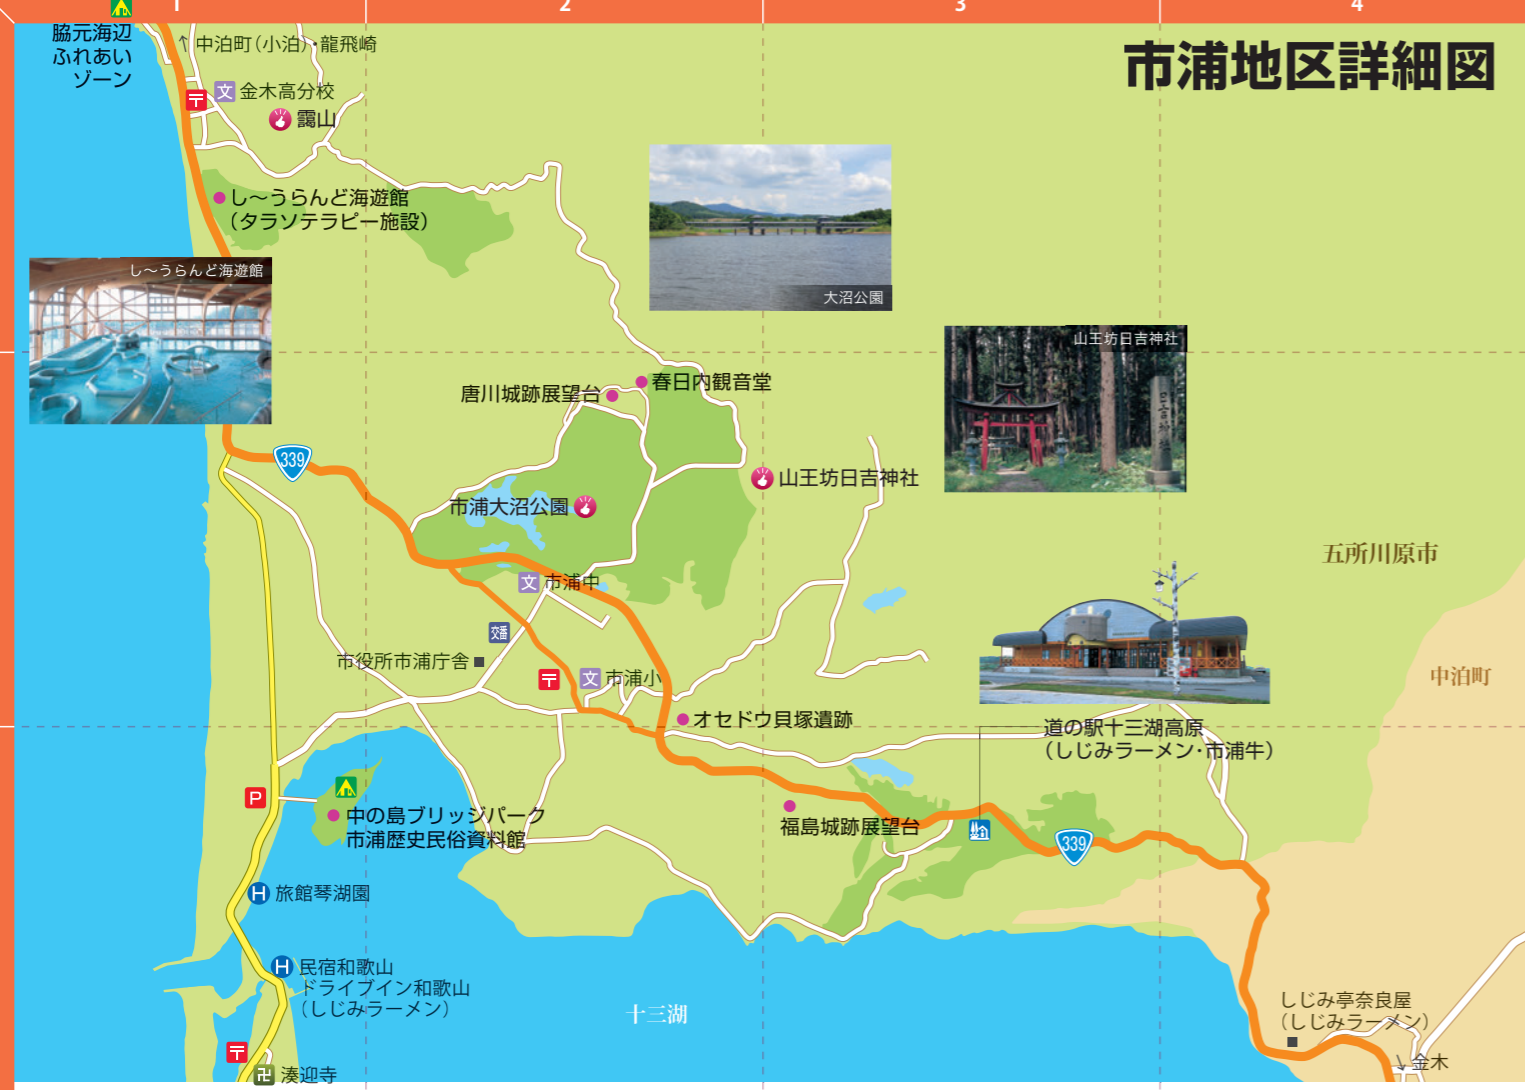 1
2
3
4
市浦地区詳細図
脇元海辺
ふれあい
ゾーン
↑中泊町(小泊)・龍飛崎
〒
文 金木高分校
靄山
し〜うらんど海遊館
(タラソテラピー施設)
し〜うらんど海遊館
大沼公園
山王坊日吉神社
唐川城跡展望台
春日内観音堂
339
山王坊日吉神社
市浦大沼公園
五所川原市
文 市浦中
交番
市役所市浦庁舎
〒
文 市浦小
中泊町
オセドウ貝塚遺跡
道の駅十三湖高原
(しじみラーメン・市浦牛)
P
中の島ブリッジパーク
市浦歴史民俗資料館
福島城跡展望台
339
H 旅館琴湖園
H 民宿和歌山
ドライブイン和歌山
(しじみラーメン)
十三湖
しじみ亭奈良屋
(しじみラーメン)
〒
卍 湊迎寺
↓金木